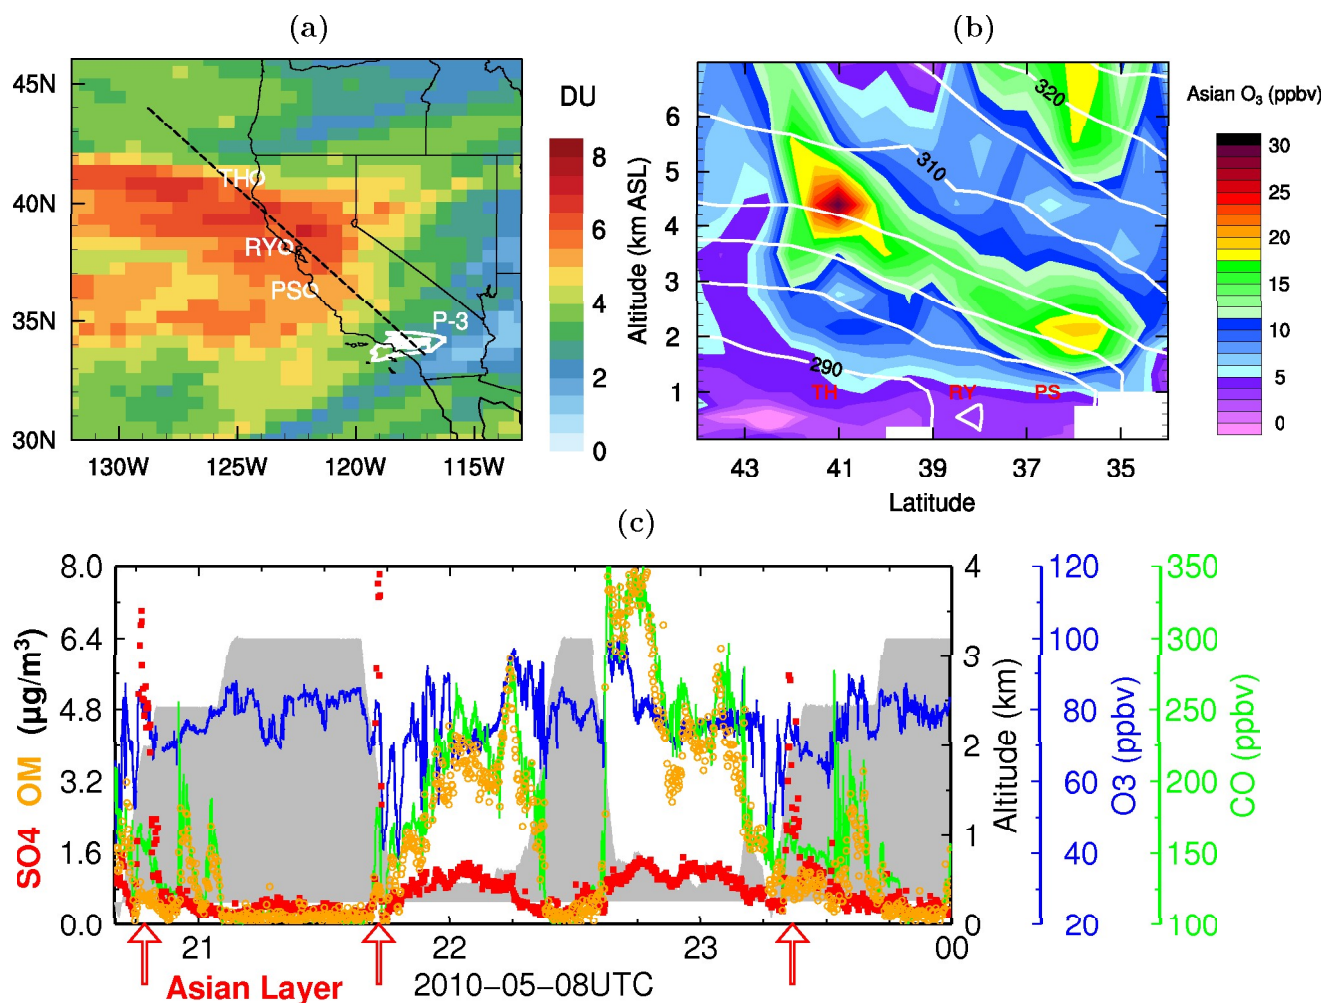 (a)
(b)
45N
40N
35N
30N
130W 125W 120W 115W
THO
RYO
PSO
P-3
DU
8
6
4
2
0
Altitude (km ASL)
6
5
4
3
2
1
320
310
290
TH RY PS
43 41 39 37 35
Latitude
Asian O₃ (ppbv)
30
25
20
15
10
5
0
(c)
SO4 OM (µg/m³)
8.0
6.4
4.8
3.2
1.6
0.0
4
3
2
1
0
Altitude (km)
120
100
80
60
40
20
O3 (ppbv)
350
300
250
200
150
100
CO (ppbv)
21 22 23 00
Asian Layer
2010-05-08UTC